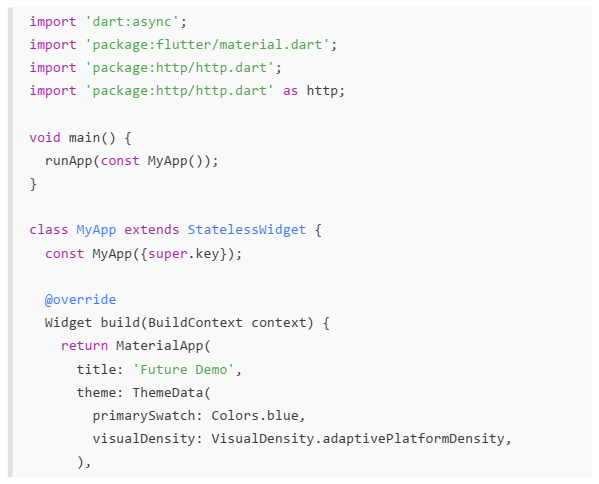 import 'dart:async';
import 'package:flutter/material.dart';
import 'package:http/http.dart';
import 'package:http/http.dart' as http;

void main() {
  runApp(const MyApp());
}

class MyApp extends StatelessWidget {
  const MyApp({super.key});

  @override
  Widget build(BuildContext context) {
    return MaterialApp(
      title: 'Future Demo',
      theme: ThemeData(
        primarySwatch: Colors.blue,
        visualDensity: VisualDensity.adaptivePlatformDensity,
      ),